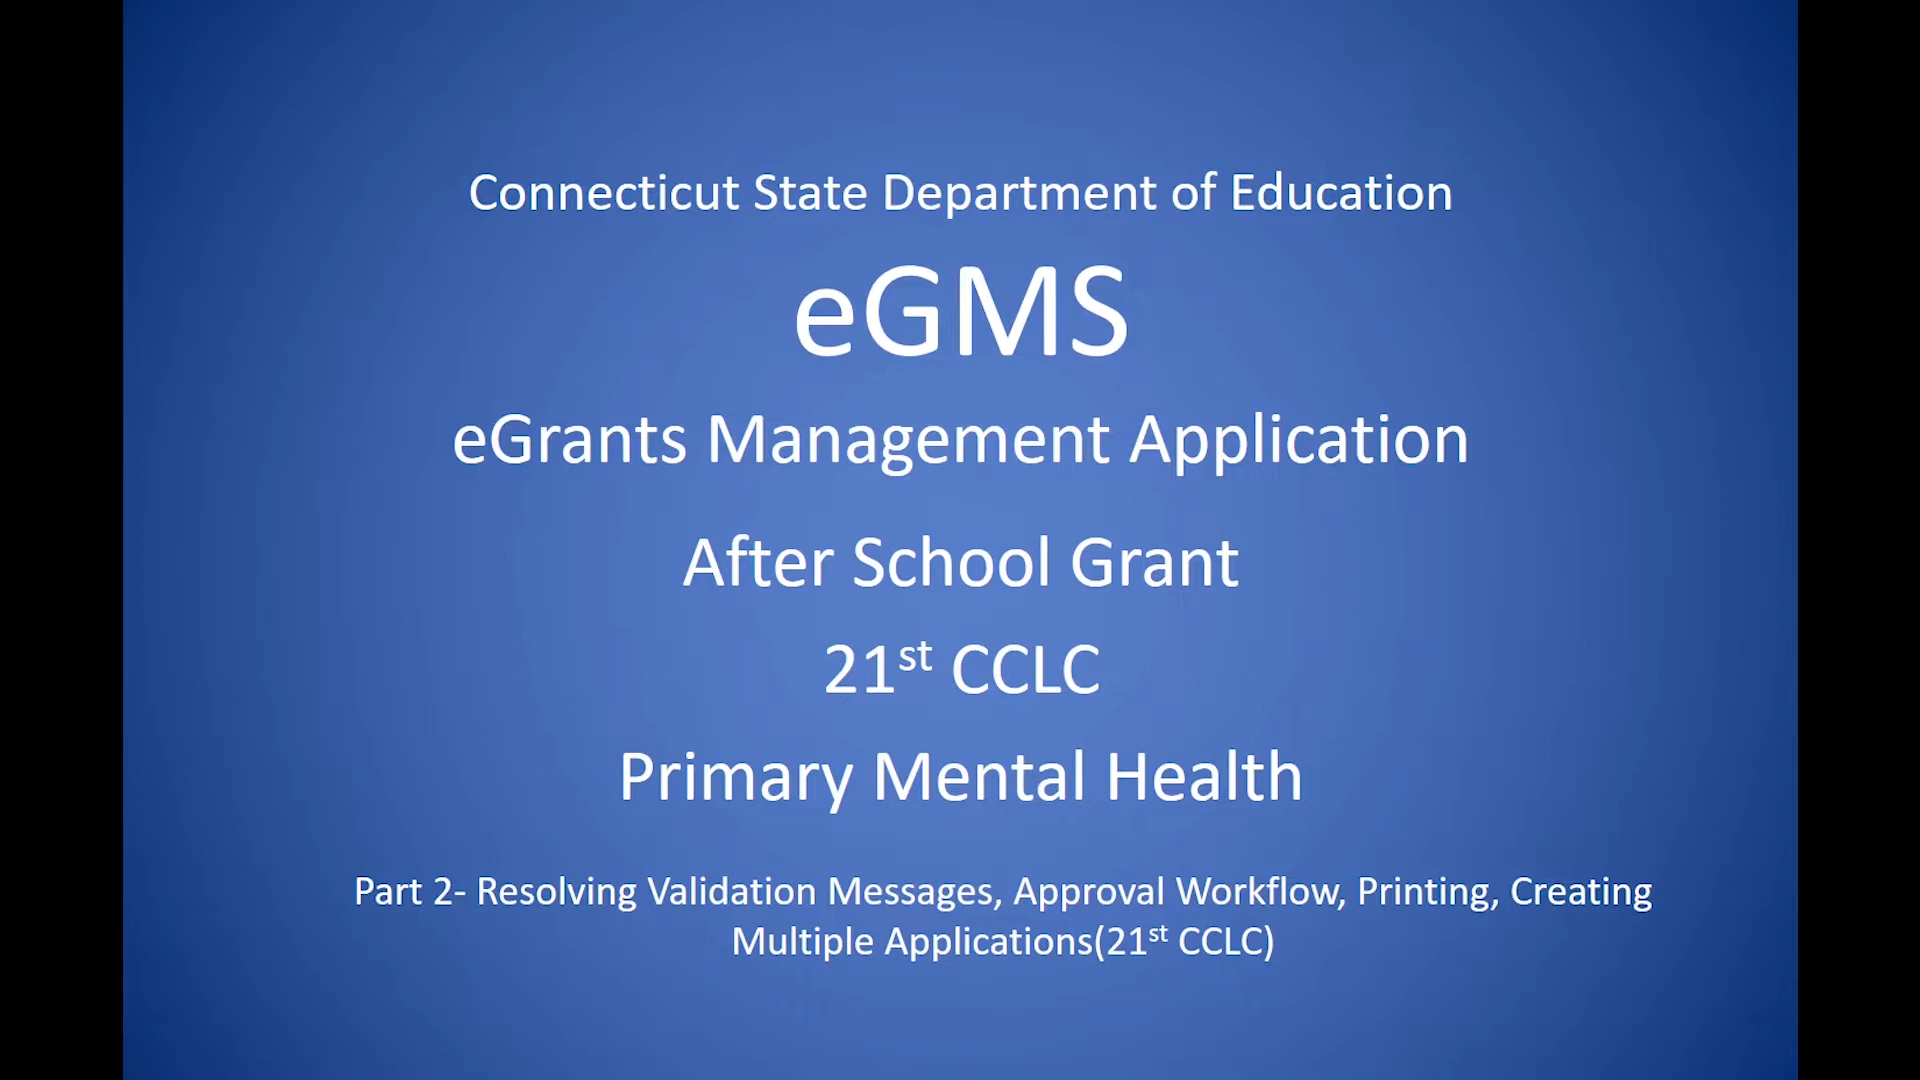 Connecticut State Department of Education
eGMS
eGrants Management Application
After School Grant
21st CCLC
Primary Mental Health
Part 2- Resolving Validation Messages, Approval Workflow, Printing, Creating
Multiple Applications(21st CCLC)